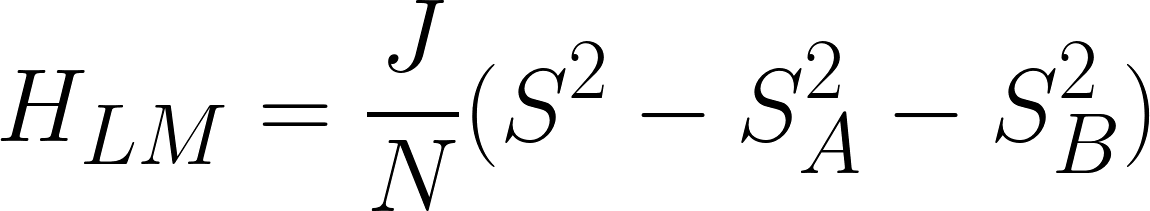 $H_{LM} = \frac{J}{N}(S^2 - S_A^2 - S_B^2)$